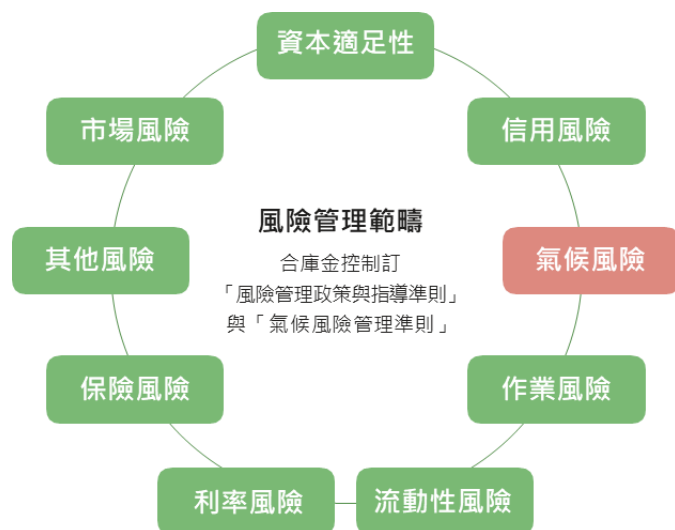 資本適足性
市場風險
信用風險
風險管理範疇
其他風險
氣候風險
合庫金控制訂
「風險管理政策與指導準則」
與「氣候風險管理準則」
保險風險
作業風險
利率風險
流動性風險